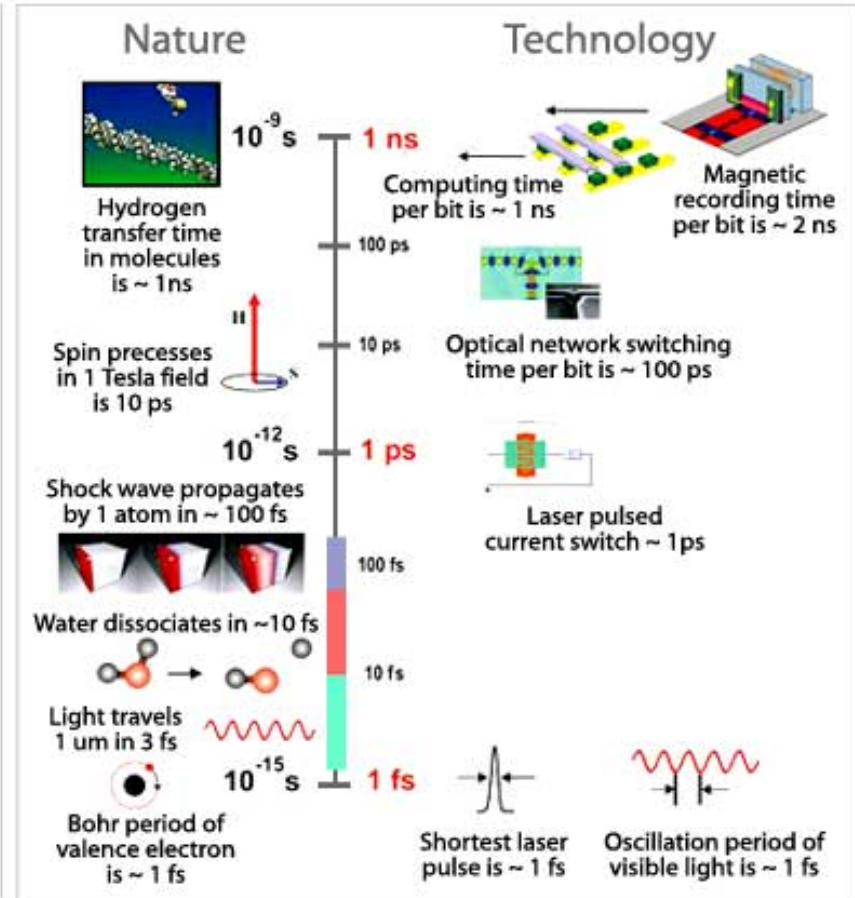 Nature
Technology
10⁻⁹s
1 ns
Hydrogen
transfer time
in molecules
is ~ 1ns
Computing time
per bit is ~ 1 ns
Magnetic
recording time
per bit is ~ 2 ns
100 ps
H
Spin precesses
in 1 Tesla field
is 10 ps
S
10 ps
Optical network switching
time per bit is ~ 100 ps
10⁻¹²s
1 ps
Shock wave propagates
by 1 atom in ~ 100 fs
Laser pulsed
current switch ~ 1ps
100 fs
Water dissociates in ~10 fs
10 fs
Light travels
1 um in 3 fs
10⁻¹⁵s
1 fs
Bohr period of
valence electron
is ~ 1 fs
Shortest laser
pulse is ~ 1 fs
Oscillation period of
visible light is ~ 1 fs